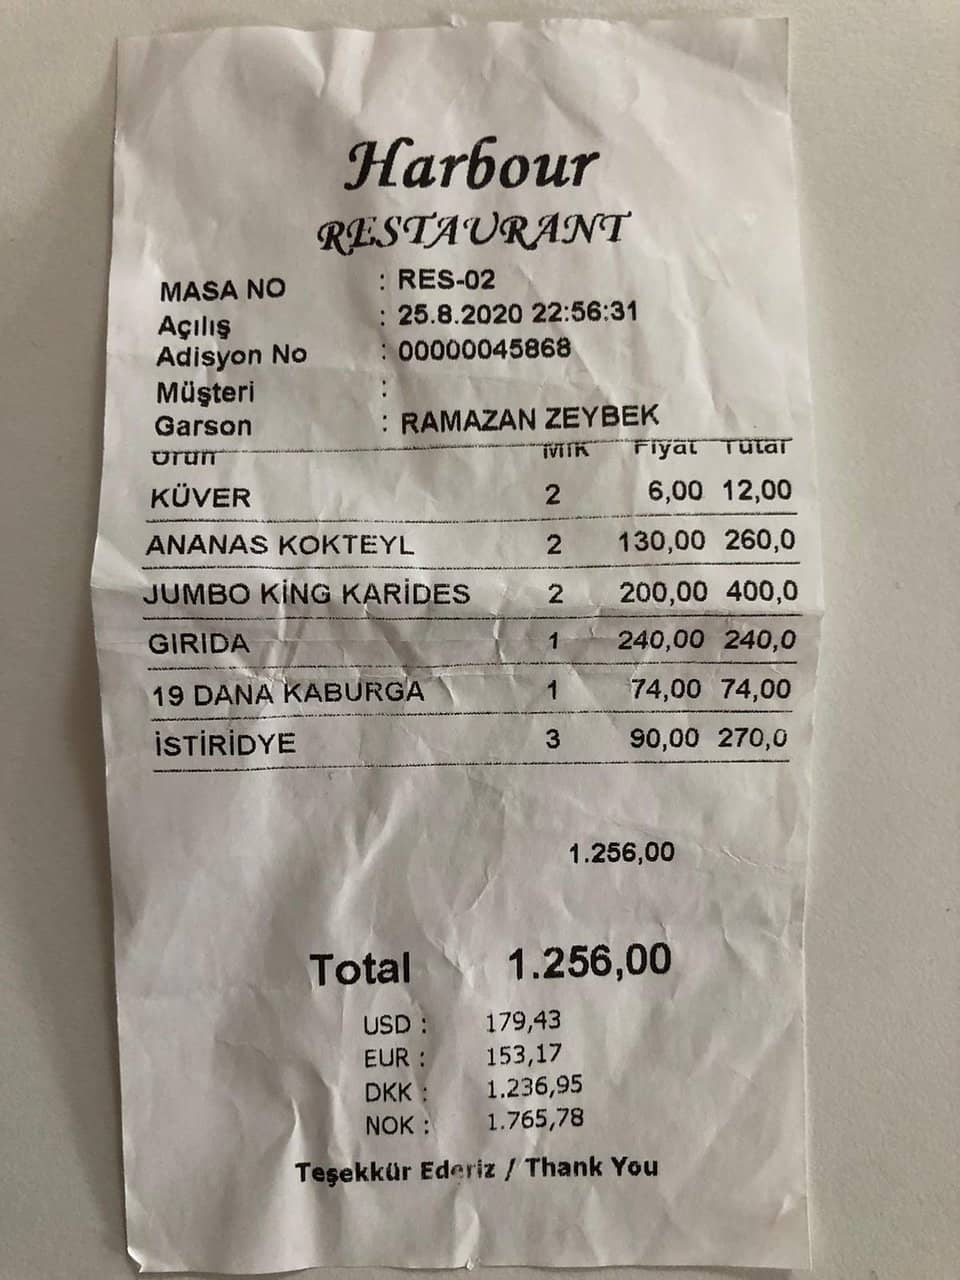 Harbour
RESTAURANT
MASA NO : RES-02
Açılış : 25.8.2020 22:56:31
Adisyon No : 00000045868
Müşteri :
Garson : RAMAZAN ZEYBEK
Ürün Mik Fiyat Tutar
KÜVER 2 6,00 12,00
ANANAS KOKTEYL 2 130,00 260,0
JUMBO KİNG KARİDES 2 200,00 400,0
GIRIDA 1 240,00 240,0
19 DANA KABURGA 1 74,00 74,00
İSTİRİDYE 3 90,00 270,0
1.256,00
Total 1.256,00
USD : 179,43
EUR : 153,17
DKK : 1.236,95
NOK : 1.765,78
Teşekkür Ederiz / Thank You